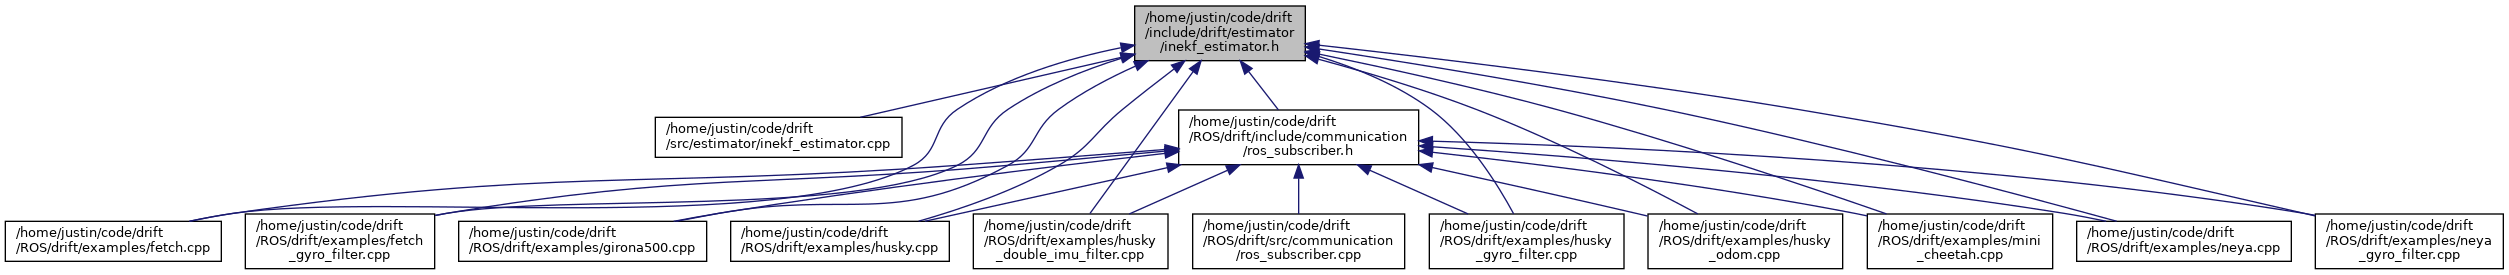 /home/justin/code/drift
/include/drift/estimator
/inekf_estimator.h
/home/justin/code/drift
/src/estimator/inekf_estimator.cpp
/home/justin/code/drift
/ROS/drift/include/communication
/ros_subscriber.h
/home/justin/code/drift
/ROS/drift/examples/fetch.cpp
/home/justin/code/drift
/ROS/drift/examples/fetch
_gyro_filter.cpp
/home/justin/code/drift
/ROS/drift/examples/girona500.cpp
/home/justin/code/drift
/ROS/drift/examples/husky.cpp
/home/justin/code/drift
/ROS/drift/examples/husky
_double_imu_filter.cpp
/home/justin/code/drift
/ROS/drift/src/communication
/ros_subscriber.cpp
/home/justin/code/drift
/ROS/drift/examples/husky
_gyro_filter.cpp
/home/justin/code/drift
/ROS/drift/examples/husky
_odom.cpp
/home/justin/code/drift
/ROS/drift/examples/mini
_cheetah.cpp
/home/justin/code/drift
/ROS/drift/examples/neya.cpp
/home/justin/code/drift
/ROS/drift/examples/neya
_gyro_filter.cpp